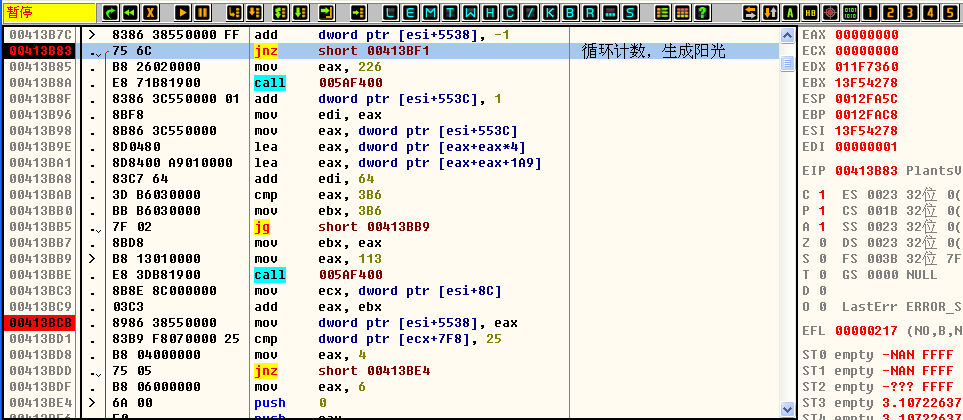 暂停 L E M T W H C / K B R ... S 1 2 3 4 5
00413B7C > 8386 38550000 FF add dword ptr [esi+5538], -1
00413B83 . 75 6C jnz short 00413BF1 循环计数，生成阳光
00413B85 . B8 26020000 mov eax, 226
00413B8A . E8 71B81900 call 005AF400
00413B8F . 8386 3C550000 01 add dword ptr [esi+553C], 1
00413B96 . 8BF8 mov edi, eax
00413B98 . 8B86 3C550000 mov eax, dword ptr [esi+553C]
00413B9E . 8D0480 lea eax, dword ptr [eax+eax*4]
00413BA1 . 8D8400 A9010000 lea eax, dword ptr [eax+eax+1A9]
00413BA8 . 83C7 64 add edi, 64
00413BAB . 3D B6030000 cmp eax, 3B6
00413BB0 . BB B6030000 mov ebx, 3B6
00413BB5 . 7F 02 jg short 00413BB9
00413BB7 . 8BD8 mov ebx, eax
00413BB9 > B8 13010000 mov eax, 113
00413BBE . E8 3DB81900 call 005AF400
00413BC3 . 8B8E 8C000000 mov ecx, dword ptr [esi+8C]
00413BC9 . 03C3 add eax, ebx
00413BCB . 8986 38550000 mov dword ptr [esi+5538], eax
00413BD1 . 83B9 F8070000 25 cmp dword ptr [ecx+7F8], 25
00413BD8 . B8 04000000 mov eax, 4
00413BDD . 75 05 jnz short 00413BE4
00413BDF . B8 06000000 mov eax, 6
00413BE4 > 6A 00 push 0
EAX 00000000
ECX 00000000
EDX 011F7360
EBX 13F54278
ESP 0012FA5C
EBP 0012FAC8
ESI 13F54278
EDI 00000001
EIP 00413B83 PlantsV
C 1 ES 0023 32位 0(
P 1 CS 001B 32位 0(
A 1 SS 0023 32位 0(
Z 0 DS 0023 32位 0(
S 0 FS 003B 32位 7F
T 0 GS 0000 NULL
D 0
O 0 LastErr ERROR_S
EFL 00000217 (NO,B,N
ST0 empty -NAN FFFF
ST1 empty -NAN FFFF
ST2 empty -??? FFFF
ST3 empty 3.10722637